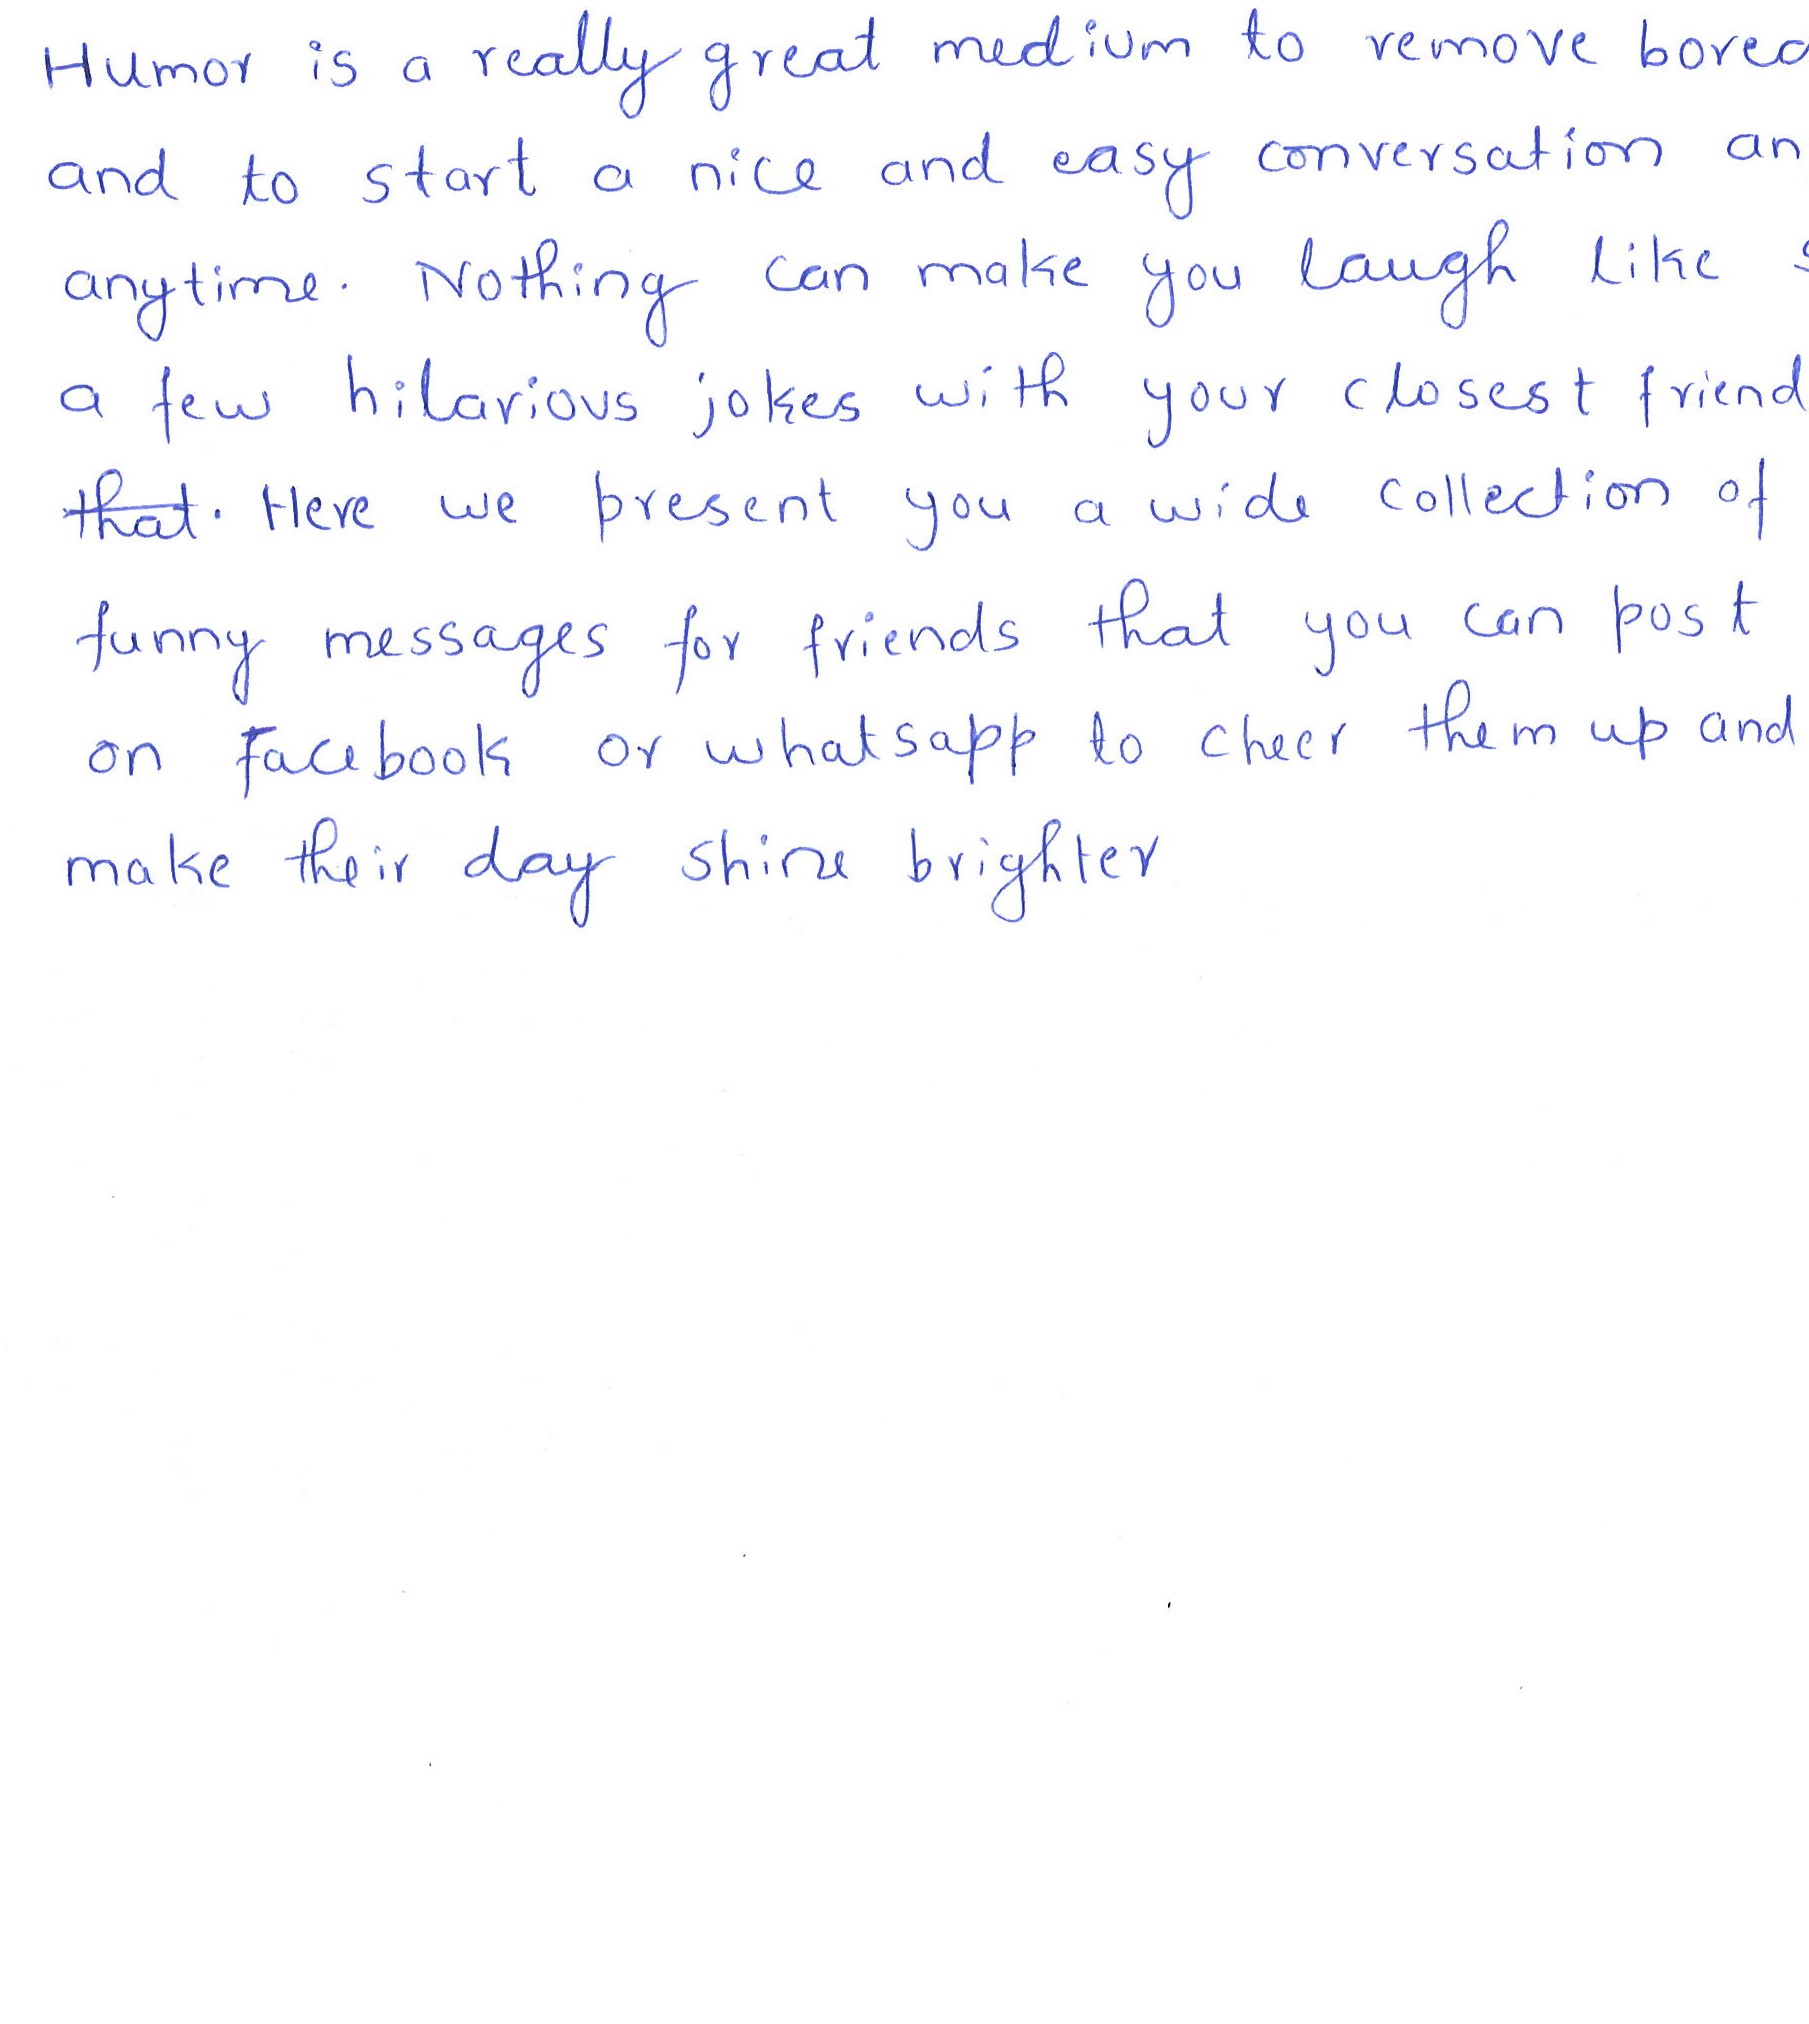 Humor is a really great medium to remove bored
and to start a nice and easy conversation an
anytime. Nothing can make you laugh like
a few hilarious jokes with your closest friend
that. Here we present you a wide collection of
funny messages for friends that you can post
on Facebook or whatsapp to cheer them up and
make their day shine brighter